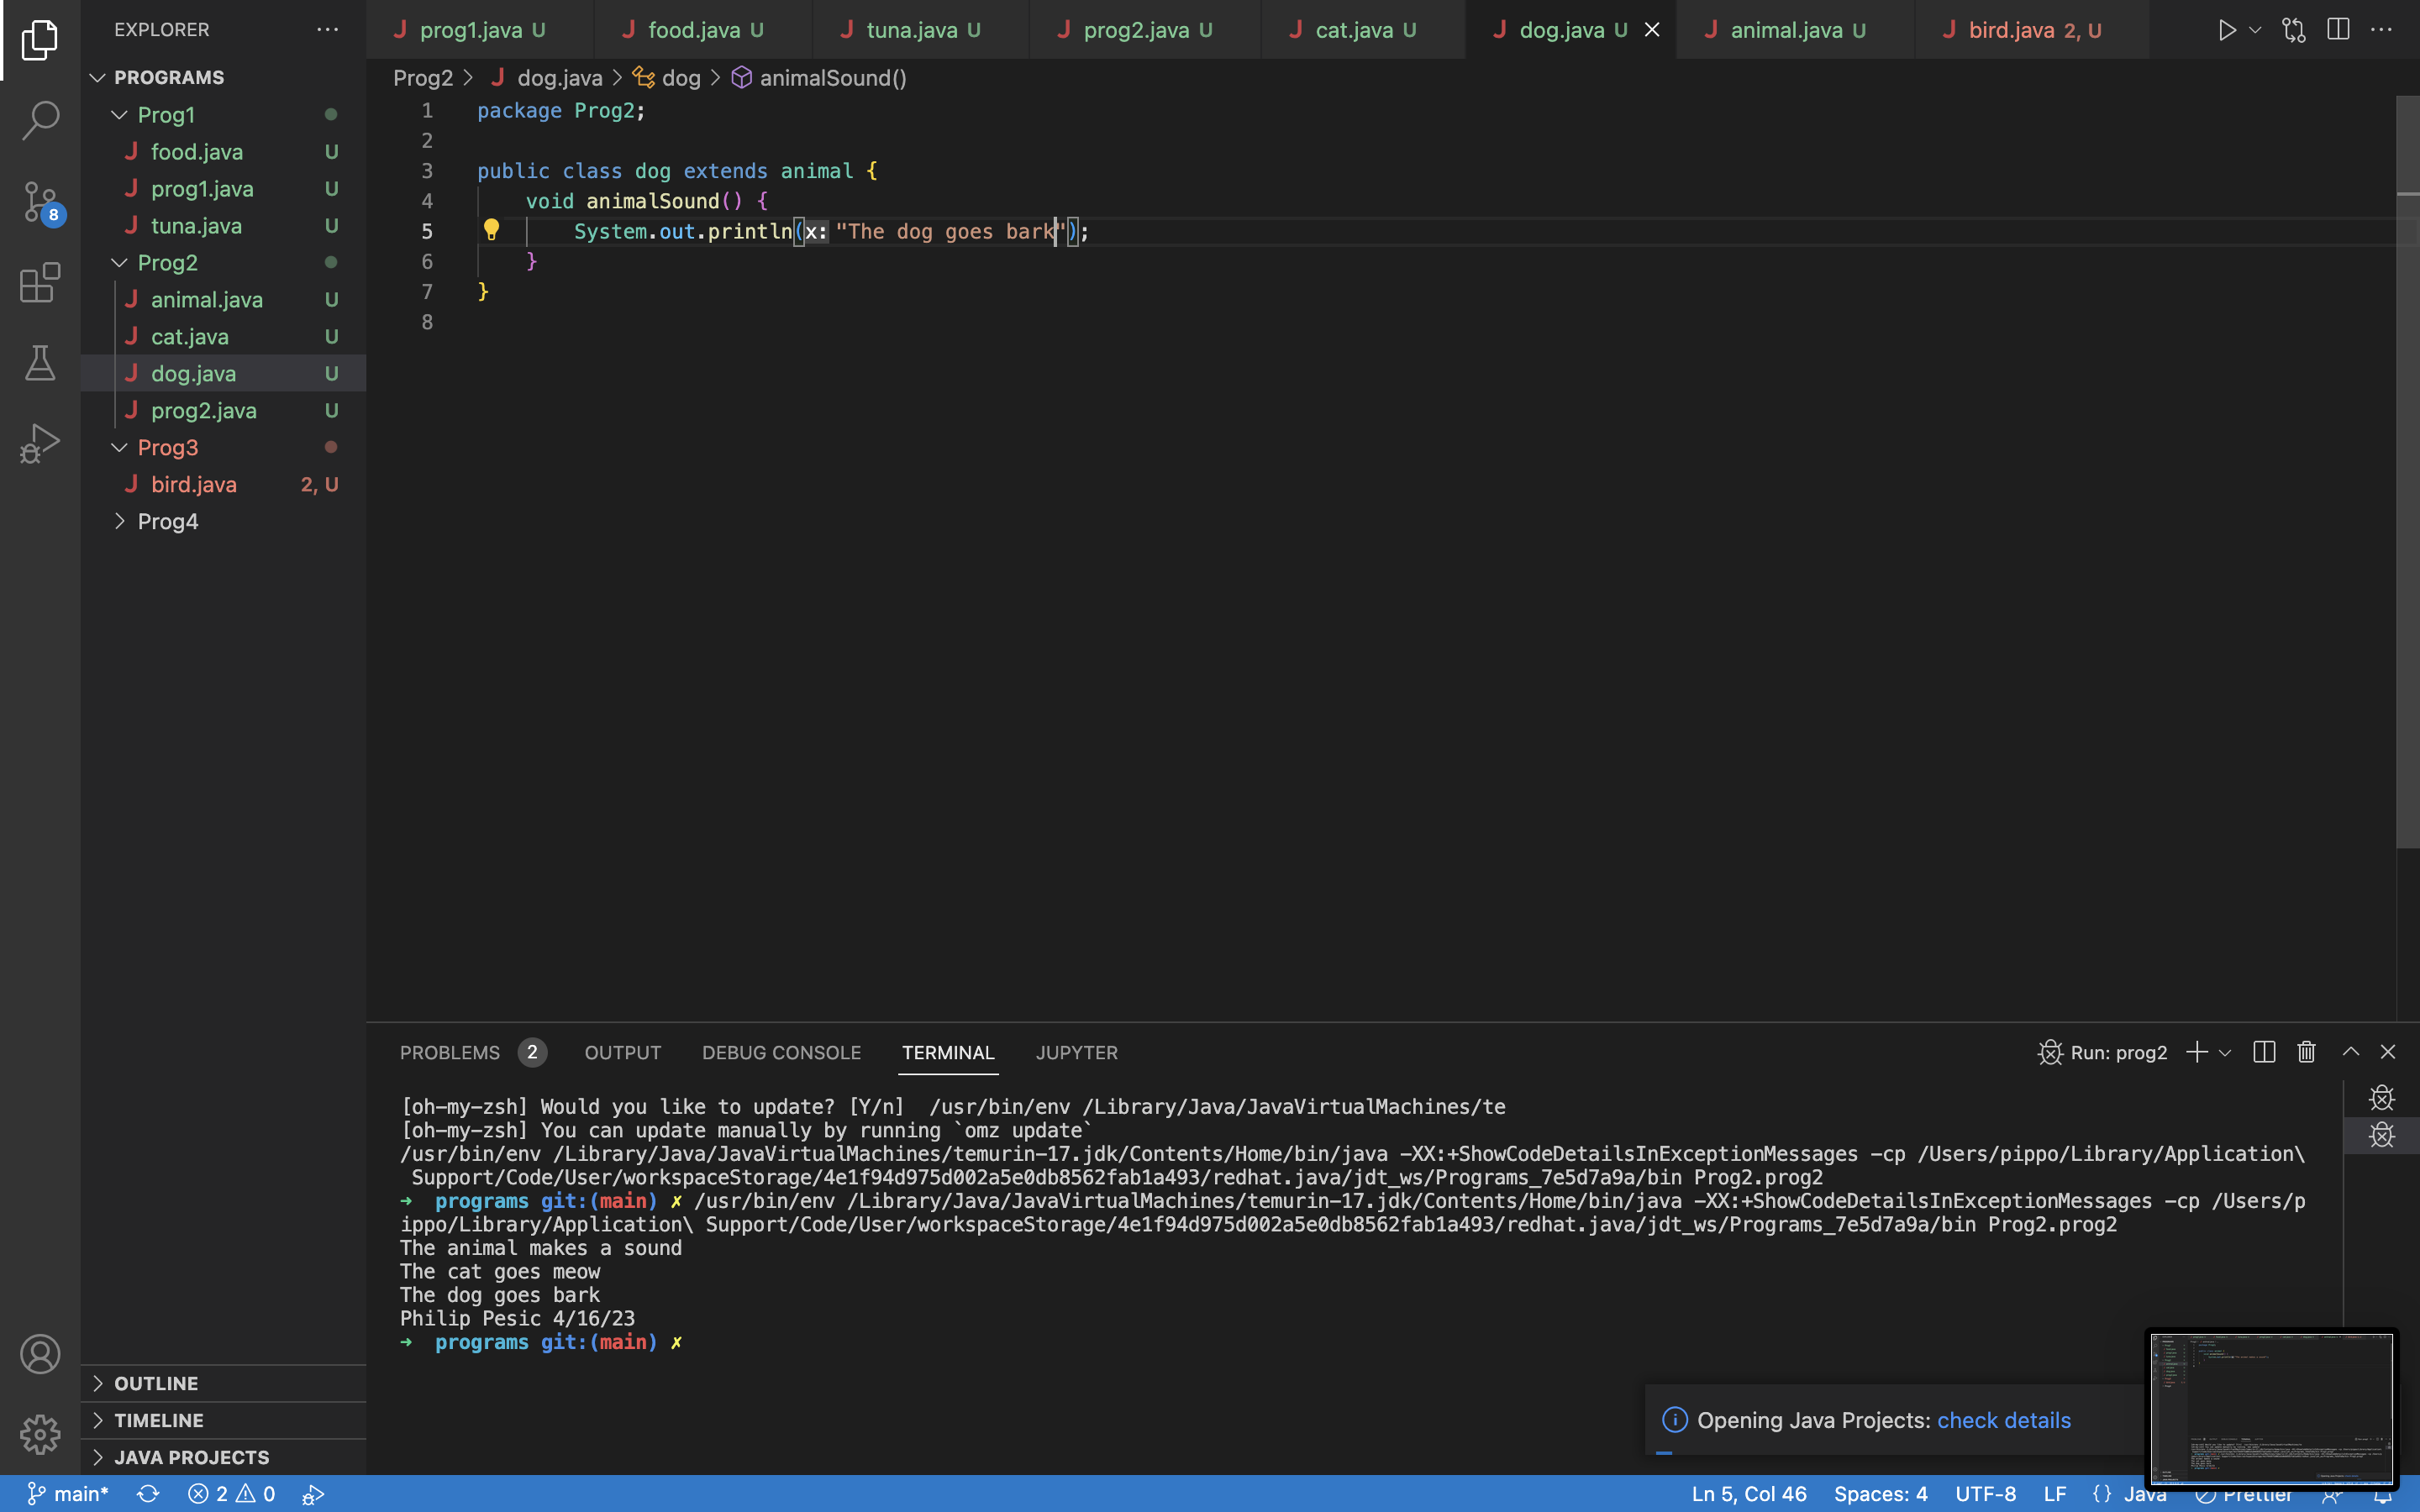 EXPLORER
PROGRAMS
Prog1
food.java U
prog1.java U
tuna.java U
Prog2
animal.java U
cat.java U
dog.java U
prog2.java U
Prog3
bird.java 2, U
Prog4
OUTLINE
TIMELINE
JAVA PROJECTS
8
prog1.java U food.java U tuna.java U prog2.java U cat.java U dog.java U animal.java U bird.java 2, U
Prog2 > dog.java > dog > animalSound()
1 package Prog2;
2
3 public class dog extends animal {
4 void animalSound() {
5 System.out.println(x: "The dog goes bark");
6 }
7 }
8
PROBLEMS 2 OUTPUT DEBUG CONSOLE TERMINAL JUPYTER Run: prog2
[oh-my-zsh] Would you like to update? [Y/n]  /usr/bin/env /Library/Java/JavaVirtualMachines/te
[oh-my-zsh] You can update manually by running `omz update`
/usr/bin/env /Library/Java/JavaVirtualMachines/temurin-17.jdk/Contents/Home/bin/java -XX:+ShowCodeDetailsInExceptionMessages -cp /Users/pippo/Library/Application\
Support/Code/User/workspaceStorage/4e1f94d975d002a5e0db8562fab1a493/redhat.java/jdt_ws/Programs_7e5d7a9a/bin Prog2.prog2
➜ programs git:(main) ✗ /usr/bin/env /Library/Java/JavaVirtualMachines/temurin-17.jdk/Contents/Home/bin/java -XX:+ShowCodeDetailsInExceptionMessages -cp /Users/p
ippo/Library/Application\ Support/Code/User/workspaceStorage/4e1f94d975d002a5e0db8562fab1a493/redhat.java/jdt_ws/Programs_7e5d7a9a/bin Prog2.prog2
The animal makes a sound
The cat goes meow
The dog goes bark
Philip Pesic 4/16/23
➜ programs git:(main) ✗
Opening Java Projects: check details
main* 2 0 Ln 5, Col 46 Spaces: 4 UTF-8 LF {} Java Prettier